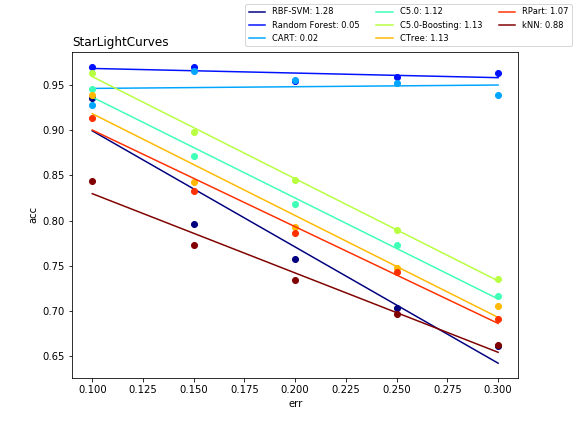 RBF-SVM: 1.28
Random Forest: 0.05
CART: 0.02
C5.0: 1.12
C5.0-Boosting: 1.13
CTree: 1.13
RPart: 1.07
kNN: 0.88
StarLightCurves
acc
0.95
0.90
0.85
0.80
0.75
0.70
0.65
0.100 0.125 0.150 0.175 0.200 0.225 0.250 0.275 0.300
err